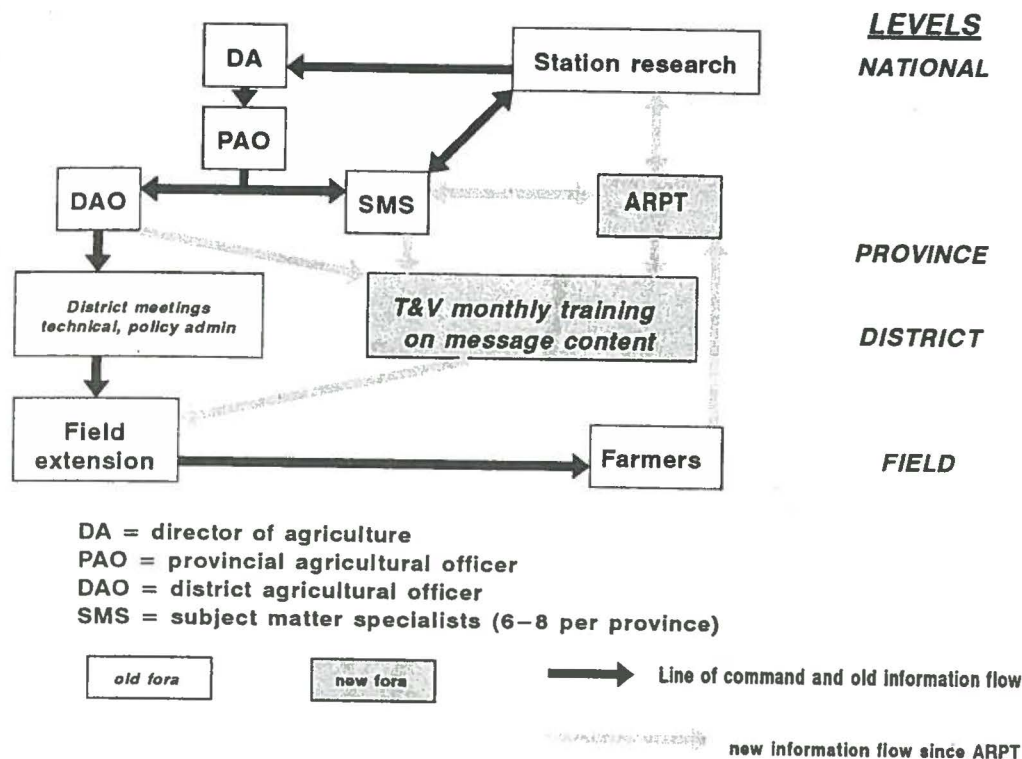 LEVELS
DA
Station research
NATIONAL
PAO
DAO
SMS
ARPT
PROVINCE
District meetings
technical, policy admin
T&V monthly training
on message content
DISTRICT
Field
extension
Farmers
FIELD
DA = director of agriculture
PAO = provincial agricultural officer
DAO = district agricultural officer
SMS = subject matter specialists (6–8 per province)
old fora
new fora
Line of command and old information flow
new information flow since ARPT